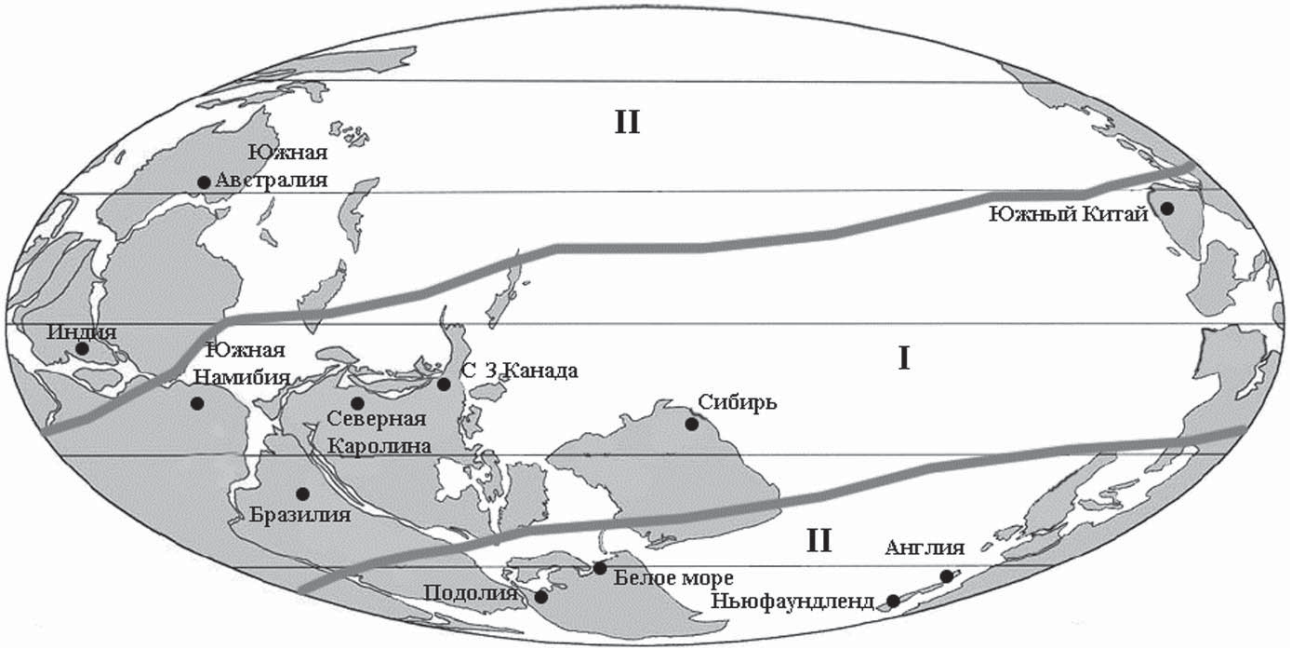 II
Южная
Австралия
Южный Китай
Индия
Южная
Намибия
С З Канада
I
Северная
Каролина
Сибирь
Бразилия
II
Англия
Белое море
Подолия
Ньюфаундленд